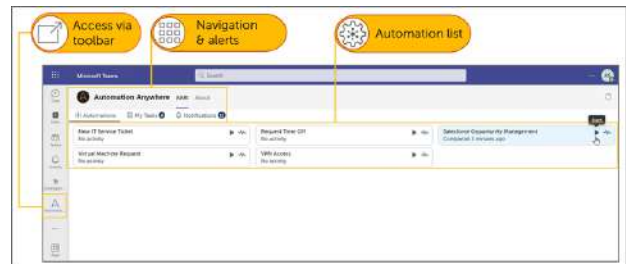 Access via
toolbar
Navigation
& alerts
Automation list
Microsoft Teams
Search
Automation Anywhere
About
Automations My Tasks Notifications
New IT Service Ticket
No activity
Request Time Off
No activity
Salesforce Opportunity Management
Completed 2 minutes ago
Virtual Machine Request
No activity
VPN Access
No activity